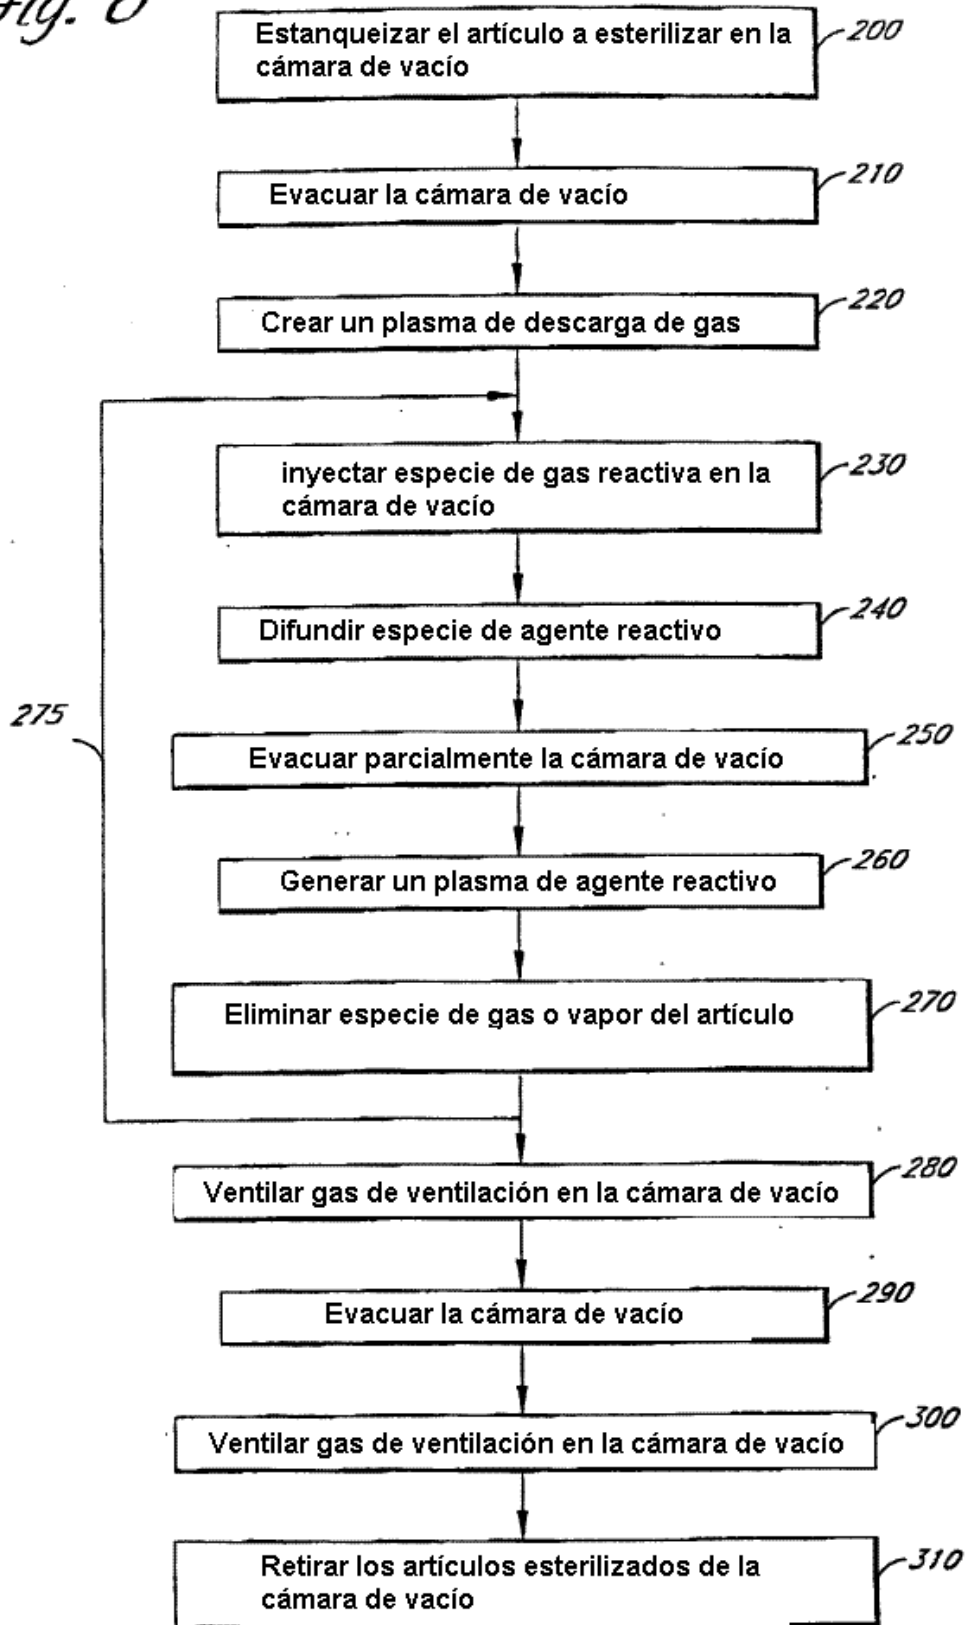 Fig. 6
Estanqueizar el artículo a esterilizar en la
cámara de vacío
200
Evacuar la cámara de vacío
210
Crear un plasma de descarga de gas
220
inyectar especie de gas reactiva en la
cámara de vacío
230
Difundir especie de agente reactivo
240
275
Evacuar parcialmente la cámara de vacío
250
Generar un plasma de agente reactivo
260
Eliminar especie de gas o vapor del artículo
270
Ventilar gas de ventilación en la cámara de vacío
280
Evacuar la cámara de vacío
290
Ventilar gas de ventilación en la cámara de vacío
300
Retirar los artículos esterilizados de la
cámara de vacío
310